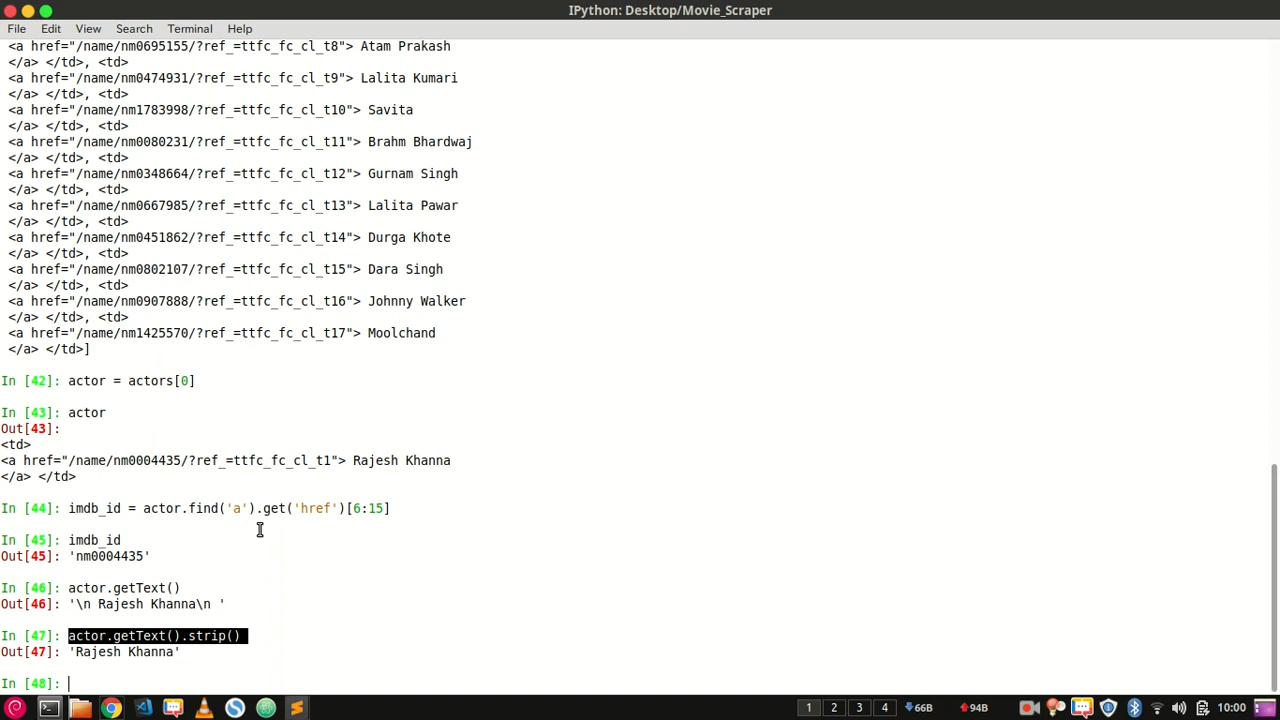 IPython: Desktop/Movie_Scraper
File Edit View Search Terminal Help
<a href="/name/nm0695155/?ref_=ttfc_fc_cl_t8"> Atam Prakash
</a> </td>, <td>
<a href="/name/nm0474931/?ref_=ttfc_fc_cl_t9"> Lalita Kumari
</a> </td>, <td>
<a href="/name/nm1783998/?ref_=ttfc_fc_cl_t10"> Savita
</a> </td>, <td>
<a href="/name/nm0080231/?ref_=ttfc_fc_cl_t11"> Brahm Bhardwaj
</a> </td>, <td>
<a href="/name/nm0348664/?ref_=ttfc_fc_cl_t12"> Gurnam Singh
</a> </td>, <td>
<a href="/name/nm0667985/?ref_=ttfc_fc_cl_t13"> Lalita Pawar
</a> </td>, <td>
<a href="/name/nm0451862/?ref_=ttfc_fc_cl_t14"> Durga Khote
</a> </td>, <td>
<a href="/name/nm0802107/?ref_=ttfc_fc_cl_t15"> Dara Singh
</a> </td>, <td>
<a href="/name/nm0907888/?ref_=ttfc_fc_cl_t16"> Johnny Walker
</a> </td>, <td>
<a href="/name/nm1425570/?ref_=ttfc_fc_cl_t17"> Moolchand
</a> </td>]
In [42]: actor = actors[0]
In [43]: actor
Out[43]:
<td>
<a href="/name/nm0004435/?ref_=ttfc_fc_cl_t1"> Rajesh Khanna
</a> </td>
In [44]: imdb_id = actor.find('a').get('href')[6:15]
In [45]: imdb_id
Out[45]: 'nm0004435'
In [46]: actor.getText()
Out[46]: '\n Rajesh Khanna\n '
In [47]: actor.getText().strip()
Out[47]: 'Rajesh Khanna'
In [48]:
1 2 3 4 66B 94B 10:00